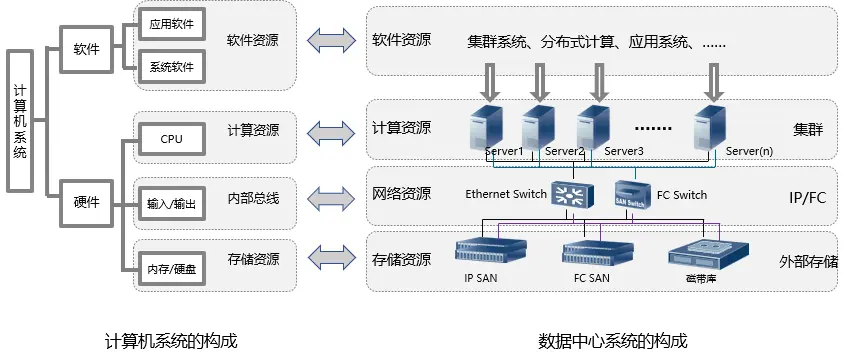 计算机系统
软件
应用软件
系统软件
软件资源
硬件
CPU
计算资源
输入/输出
内部总线
内存/硬盘
存储资源
计算机系统的构成
软件资源
集群系统、分布式计算、应用系统、......
计算资源
Server1
Server2
Server3
.......
Server(n)
集群
网络资源
Ethernet Switch
SAN Switch
FC Switch
IP/FC
存储资源
IP SAN
FC SAN
磁带库
外部存储
数据中心系统的构成